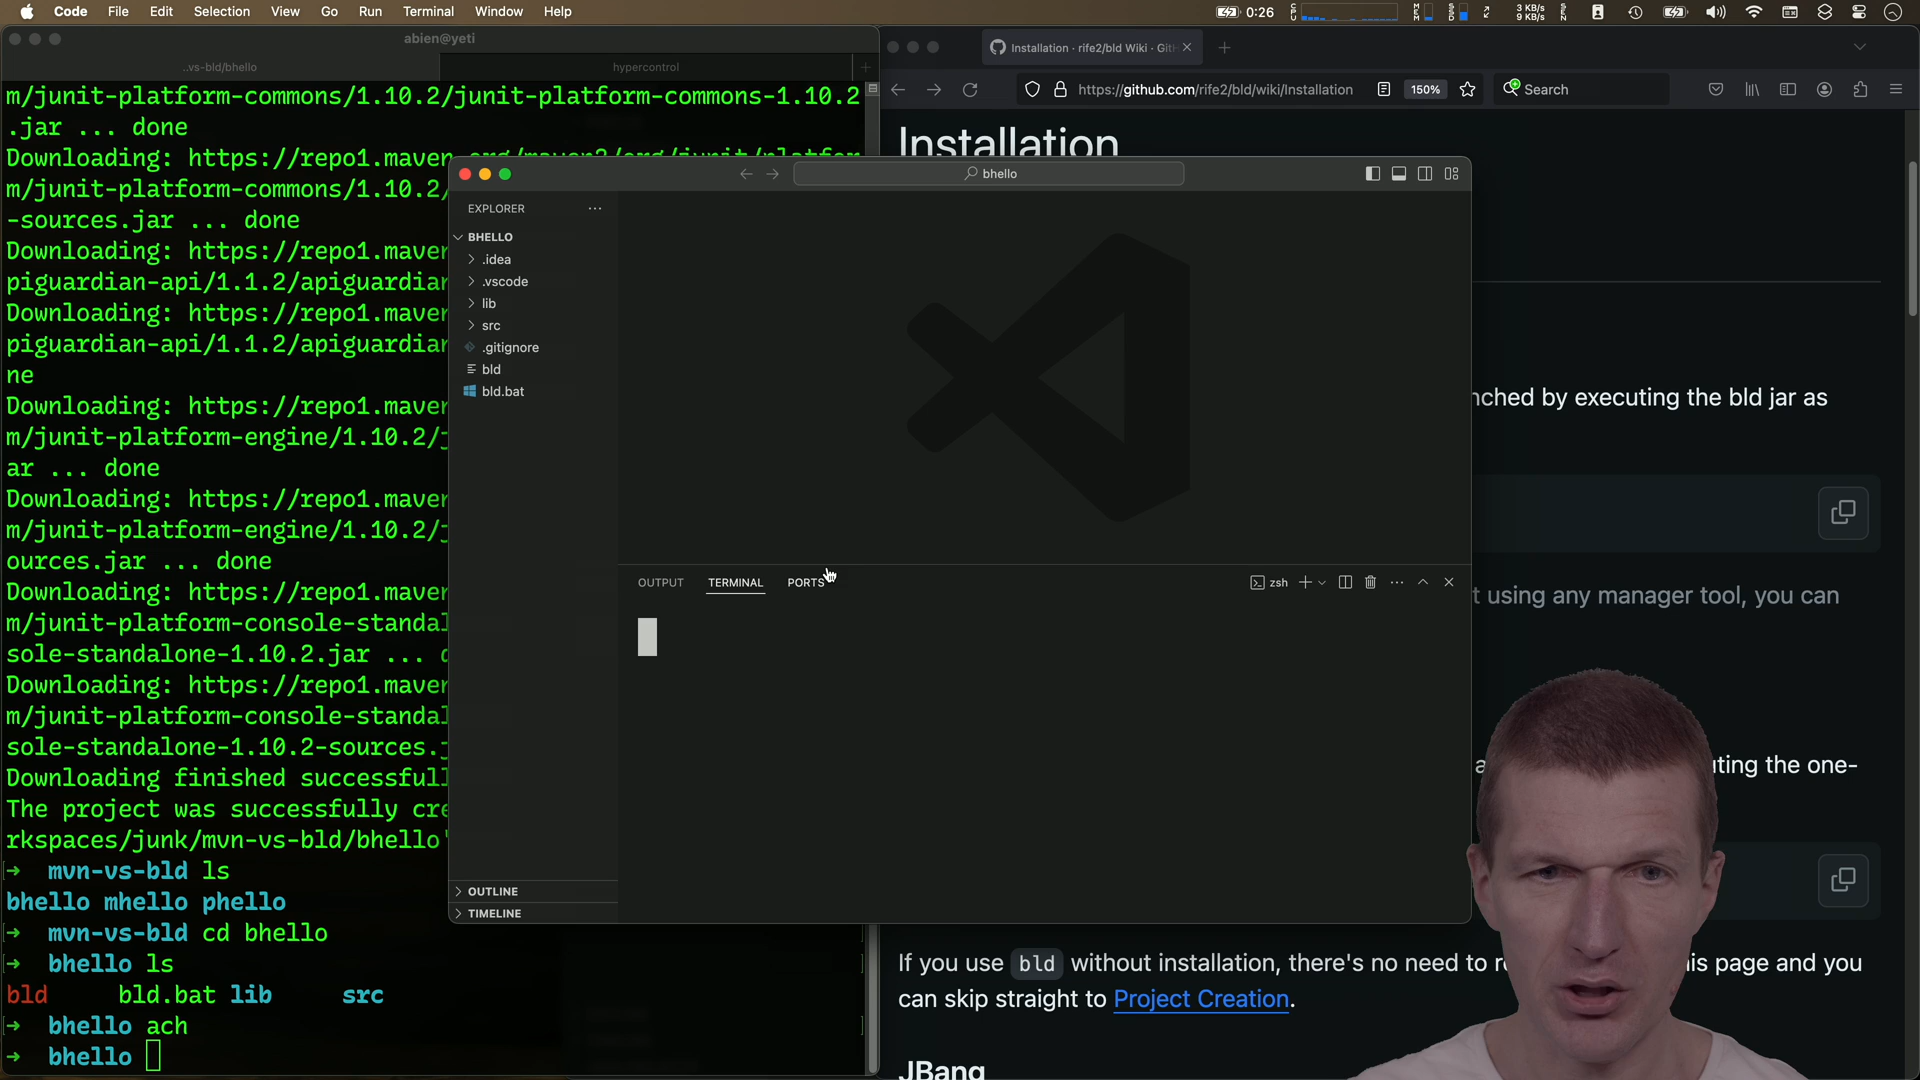 Code File Edit Selection View Go Run Terminal Window Help
0:26
3 KB/s
9 KB/s
abien@yeti
..vs-bld/bhello
hypercontrol
m/junit-platform-commons/1.10.2/junit-platform-commons-1.10.2
.jar ... done
Downloading: https://repo1.maven
m/junit-platform-commons/1.10.2/
-sources.jar ... done
Downloading: https://repo1.maven
piguardian-api/1.1.2/apiguardian
Downloading: https://repo1.maven
piguardian-api/1.1.2/apiguardian
ne
Downloading: https://repo1.maven
m/junit-platform-engine/1.10.2/j
ar ... done
Downloading: https://repo1.maven
m/junit-platform-engine/1.10.2/j
ources.jar ... done
Downloading: https://repo1.maven
m/junit-platform-console-standal
sole-standalone-1.10.2.jar ...
Downloading: https://repo1.maven
m/junit-platform-console-standal
sole-standalone-1.10.2-sources.j
Downloading finished successfull
The project was successfully cre
rkspaces/junk/mvn-vs-bld/bhello'
→ mvn-vs-bld ls
bhello mhello phello
→ mvn-vs-bld cd bhello
→ bhello ls
bld bld.bat lib src
→ bhello ach
→ bhello
bhello
EXPLORER
BHELLO
.idea
.vscode
lib
src
.gitignore
bld
bld.bat
OUTLINE
TIMELINE
OUTPUT TERMINAL PORTS
zsh
Installation · rife2/bld Wiki · Git
https://github.com/rife2/bld/wiki/Installation
150%
Search
Installation
nched by executing the bld jar as
t using any manager tool, you can
uting the one-
If you use bld without installation, there's no need to
is page and you
can skip straight to Project Creation.
JBang